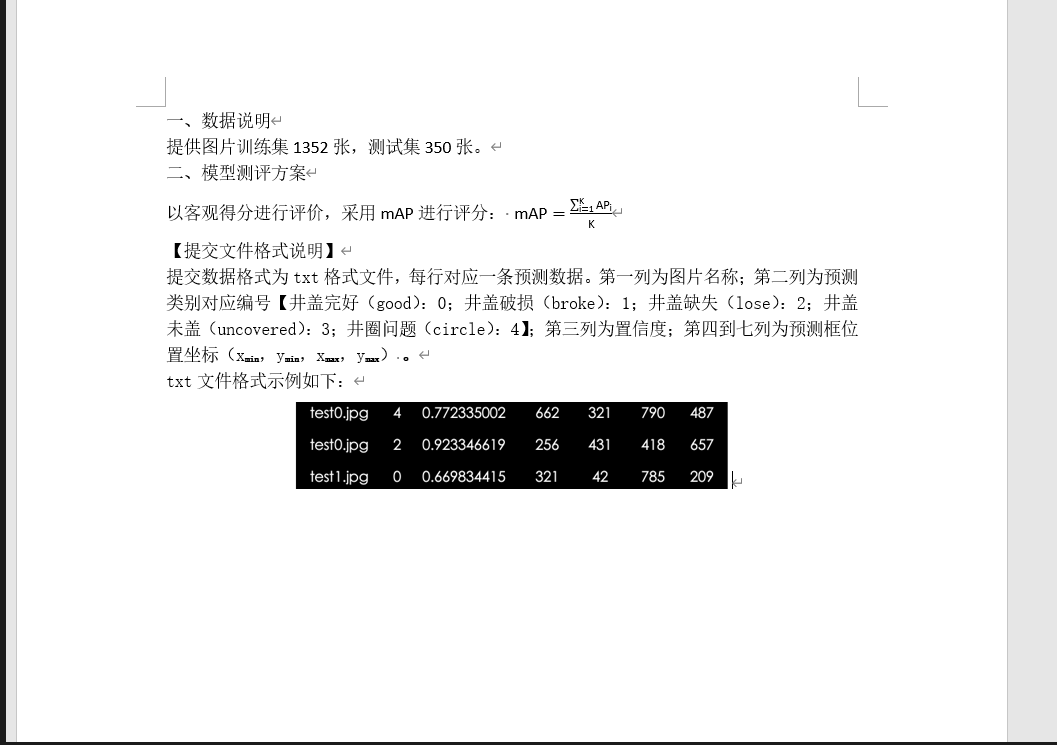 一、数据说明
提供图片训练集 1352 张，测试集 350 张。
二、模型测评方案
以客观得分进行评价，采用 mAP 进行评分： mAP = \frac{\sum_{i=1}^{K} AP_i}{K}
【提交文件格式说明】
提交数据格式为 txt 格式文件，每行对应一条预测数据。第一列为图片名称；第二列为预测
类别对应编号【井盖完好（good）：0；井盖破损（broke）：1；井盖缺失（lose）：2；井盖
未盖（uncovered）：3；井圈问题（circle）：4】；第三列为置信度；第四到七列为预测框位
置坐标（xmin，ymin，xmax，ymax）。
txt 文件格式示例如下：
test0.jpg 4 0.772335002 662 321 790 487
test0.jpg 2 0.923346619 256 431 418 657
test1.jpg 0 0.669834415 321 42 785 209